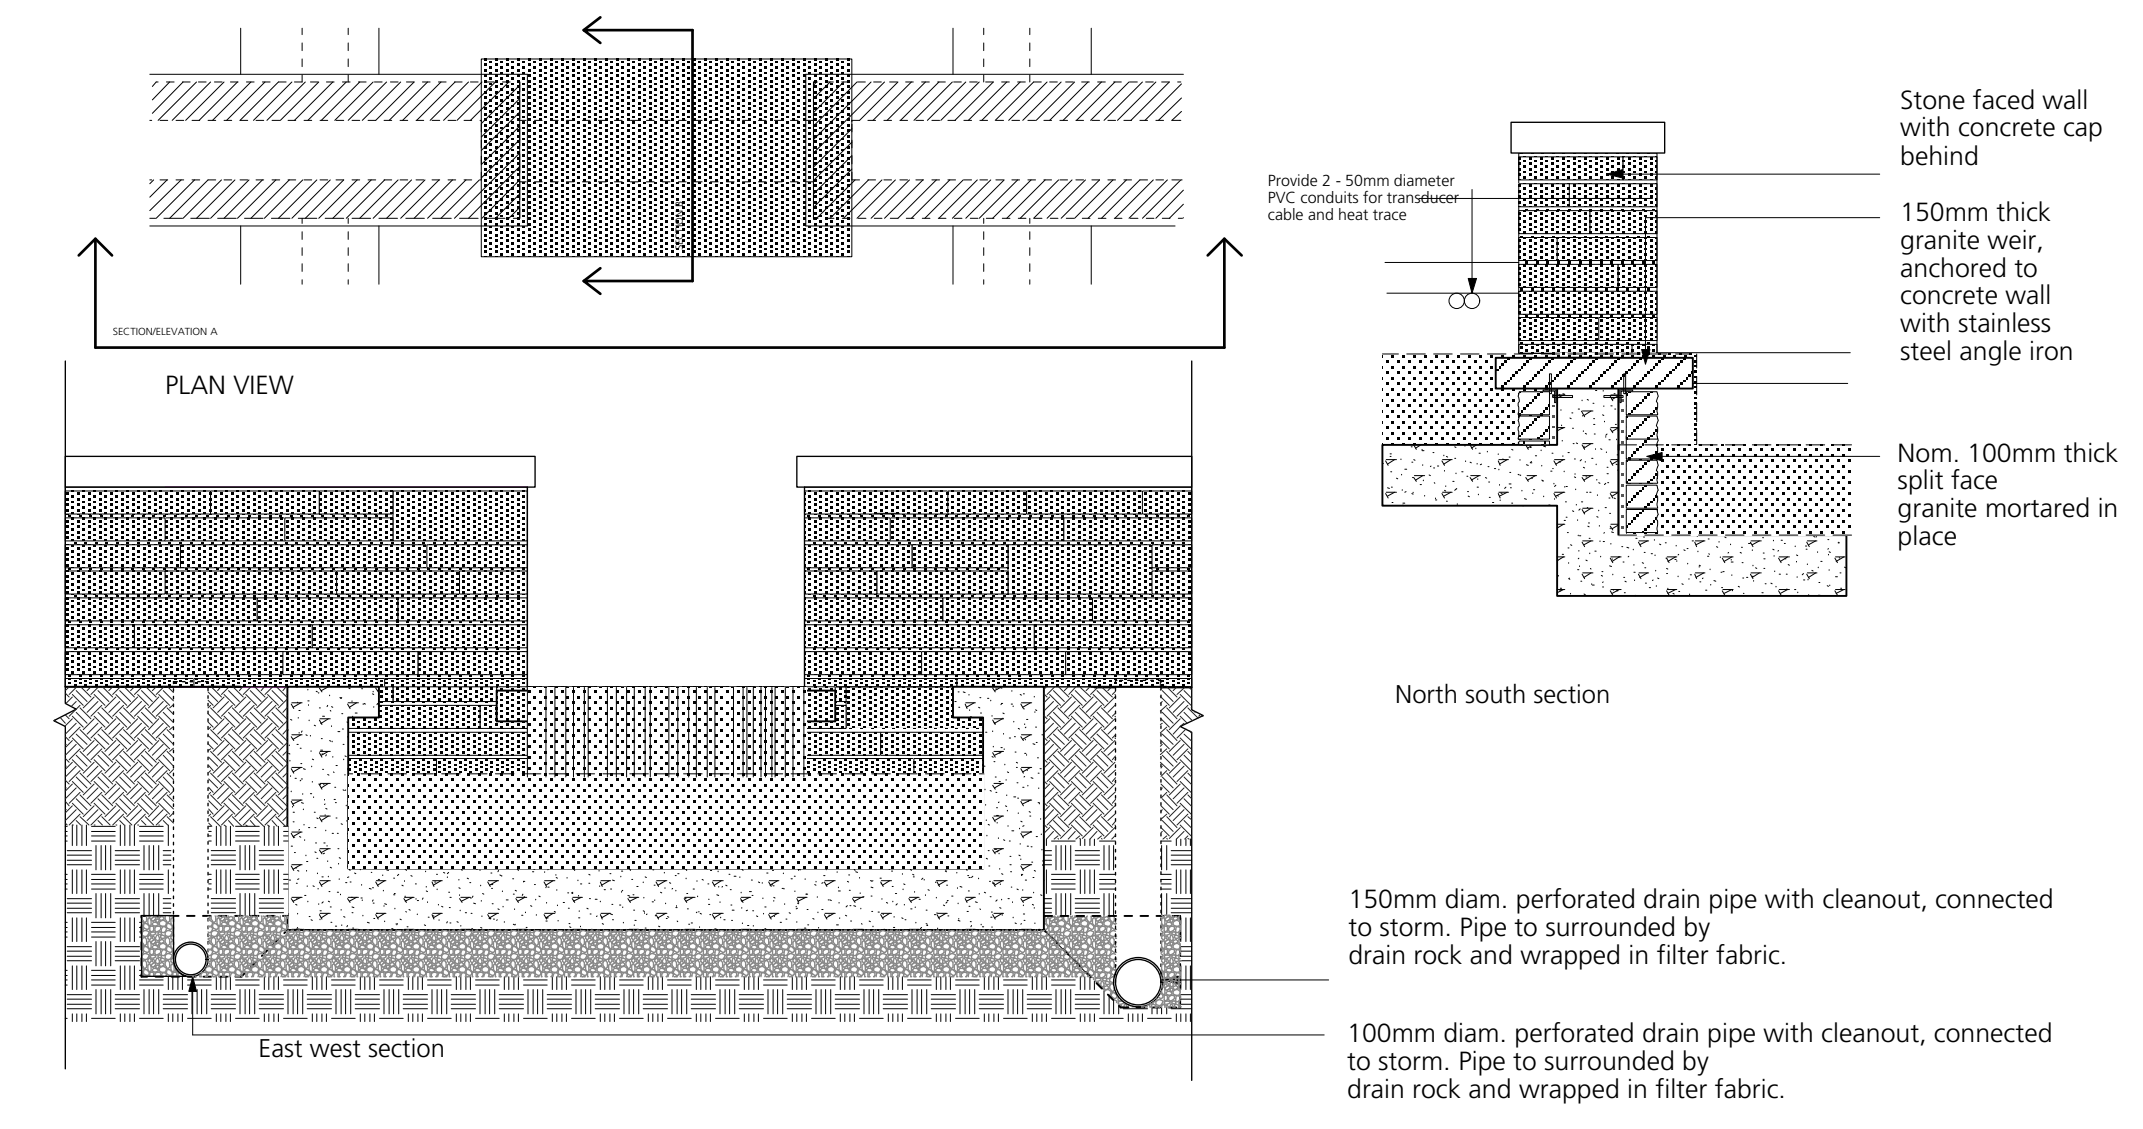 SECTION/ELEVATION A
PLAN VIEW
Provide 2 - 50mm diameter
PVC conduits for transducer
cable and heat trace
Stone faced wall
with concrete cap
behind
150mm thick
granite weir,
anchored to
concrete wall
with stainless
steel angle iron
Nom. 100mm thick
split face
granite mortared in
place
North south section
East west section
150mm diam. perforated drain pipe with cleanout, connected
to storm. Pipe to surrounded by
drain rock and wrapped in filter fabric.
100mm diam. perforated drain pipe with cleanout, connected
to storm. Pipe to surrounded by
drain rock and wrapped in filter fabric.